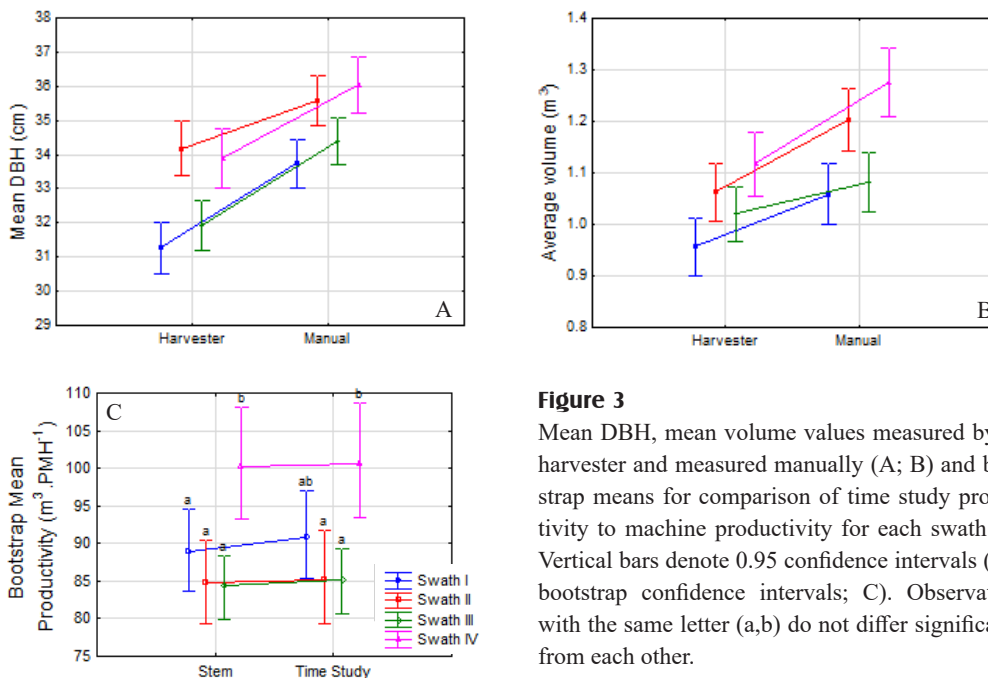 38
37
36
35
34
33
32
31
30
29
Mean DBH (cm)
Harvester Manual
A
1.4
1.3
1.2
1.1
1.0
0.9
0.8
Average volume (m³)
Harvester Manual
B
110
105
100
95
90
85
80
75
Bootstrap Mean
Productivity (m³.PMH⁻¹)
C
b b
a ab
a a
a a
Swath I
Swath II
Swath III
Swath IV
Stem Time Study
Figure 3
Mean DBH, mean volume values measured by
harvester and measured manually (A; B) and b
strap means for comparison of time study pro
tivity to machine productivity for each swath
Vertical bars denote 0.95 confidence intervals (
bootstrap confidence intervals; C). Observat
with the same letter (a,b) do not differ significa
from each other.